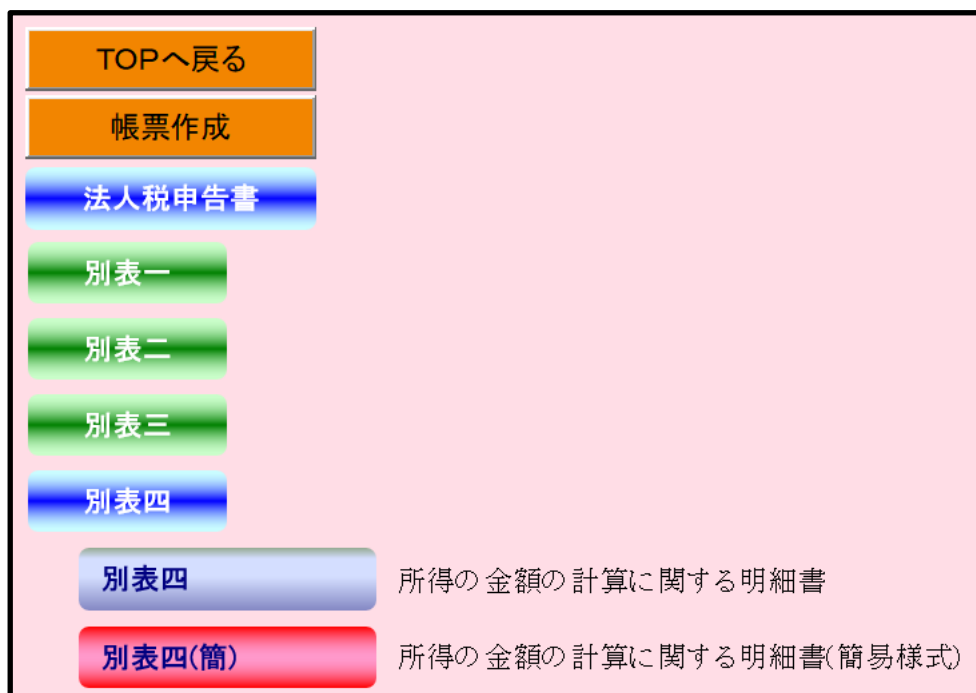 TOPへ戻る
帳票作成
法人税申告書
別表一
別表二
別表三
別表四
別表四 所得の金額の計算に関する明細書
別表四(簡) 所得の金額の計算に関する明細書(簡易様式)